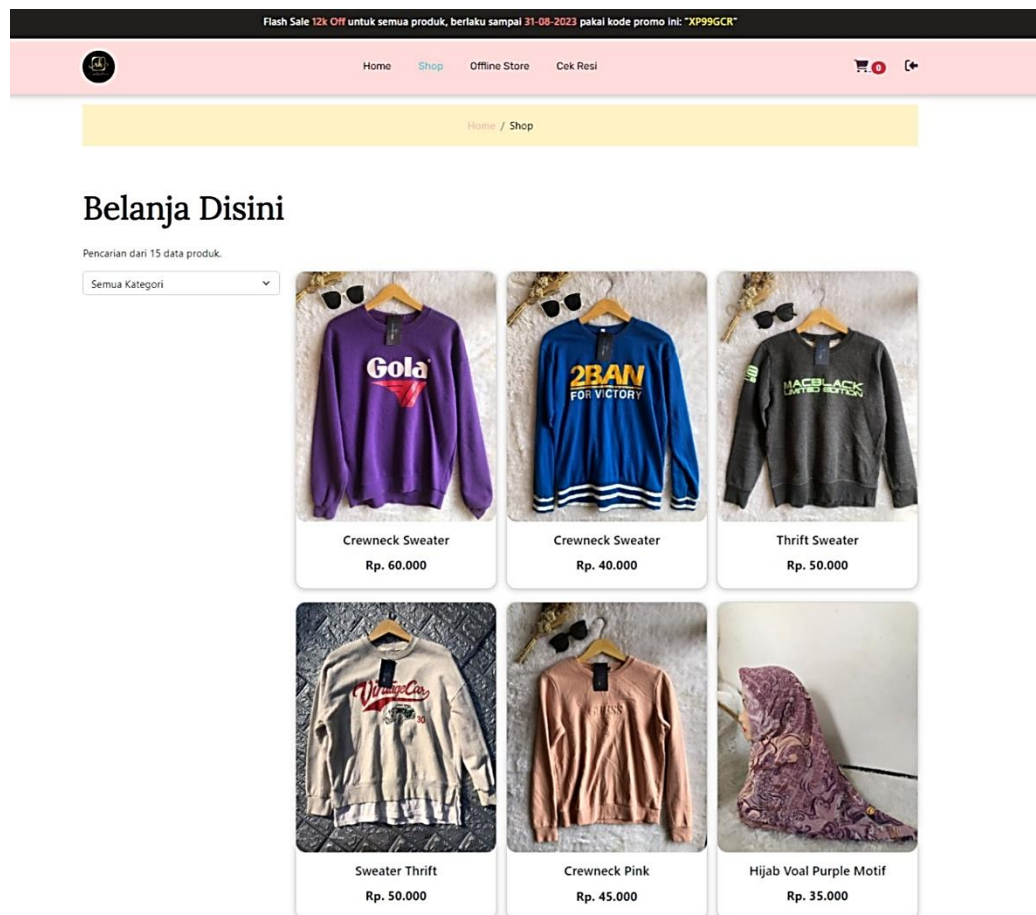 Flash Sale 12k Off untuk semua produk, berlaku sampai 31-08-2023 pakai kode promo ini: "XP99GCR"
Home Shop Offline Store Cek Resi
0
Home / Shop
Belanja Disini
Pencarian dari 15 data produk.
Semua Kategori
Gola
2BAN
FOR VICTORY
MACBLACK
LIMITED EDITION
Crewneck Sweater
Rp. 60.000
Crewneck Sweater
Rp. 40.000
Thrift Sweater
Rp. 50.000
VintageCar
30
GUESS
Sweater Thrift
Rp. 50.000
Crewneck Pink
Rp. 45.000
Hijab Voal Purple Motif
Rp. 35.000